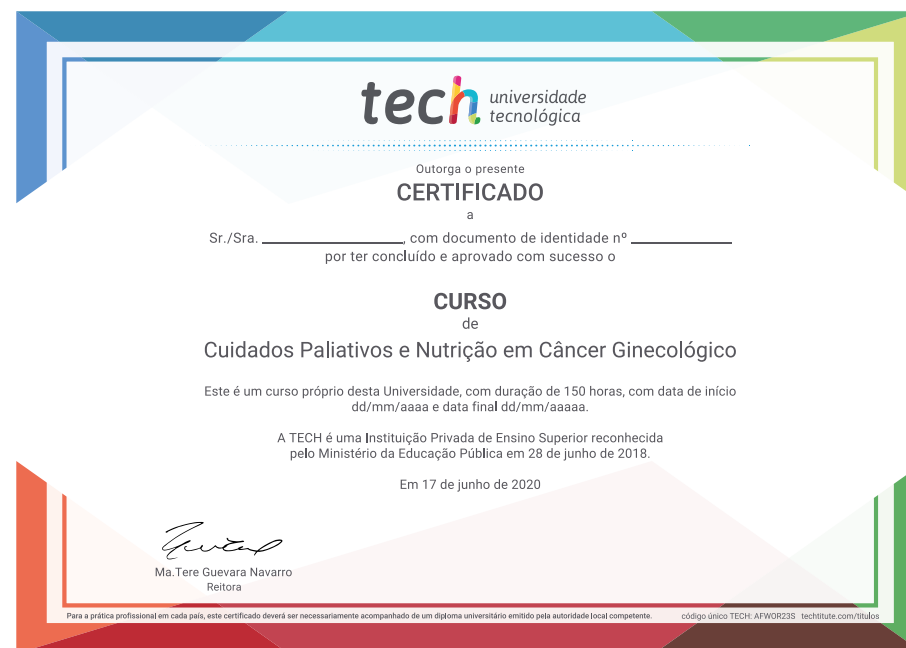 tech universidade
tecnológica
Outorga o presente
CERTIFICADO
a
Sr./Sra. _________________, com documento de identidade nº ____________
por ter concluído e aprovado com sucesso o
CURSO
de
Cuidados Paliativos e Nutrição em Câncer Ginecológico
Este é um curso próprio desta Universidade, com duração de 150 horas, com data de início
dd/mm/aaaa e data final dd/mm/aaaaa.
A TECH é uma Instituição Privada de Ensino Superior reconhecida
pelo Ministério da Educação Pública em 28 de junho de 2018.
Em 17 de junho de 2020
Ma.Tere Guevara Navarro
Reitora
Para a prática profissional em cada país, este certificado deverá ser necessariamente acompanhado de um diploma universitário emitido pela autoridade local competente. código único TECH: AFWOR23S techtitute.com/titulos